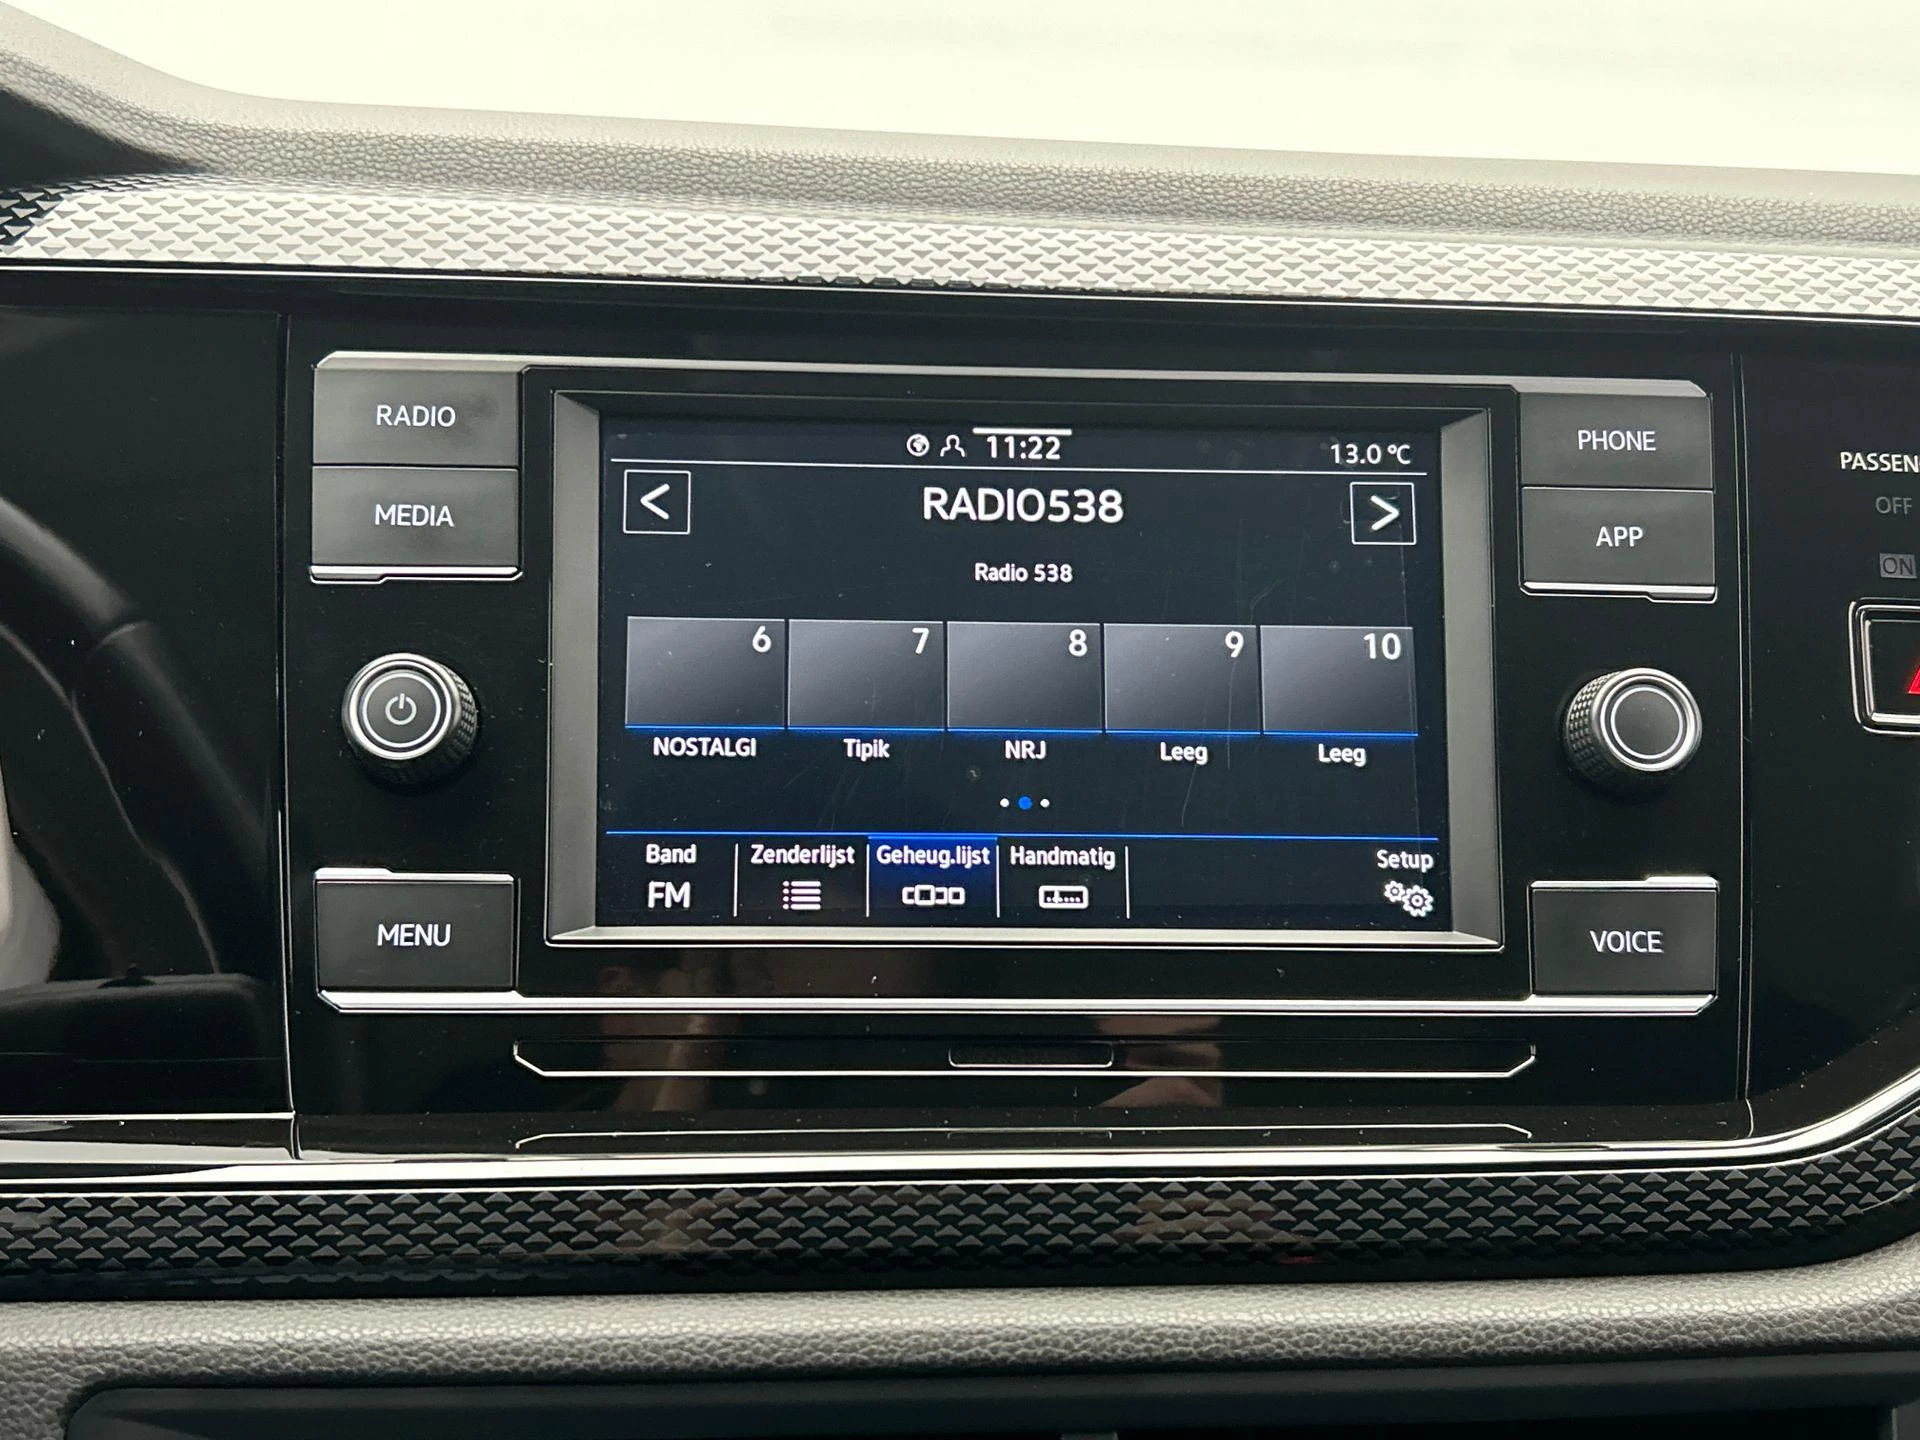 RADIO
MEDIA
MENU
11:22
13.0 °C
<
RADIO538
>
Radio 538
6 7 8 9 10
NOSTALGI Tipik NRJ Leeg Leeg
Band Zenderlijst Geheug.lijst Handmatig Setup
FM
PHONE
APP
VOICE
PASSEN
OFF
ON